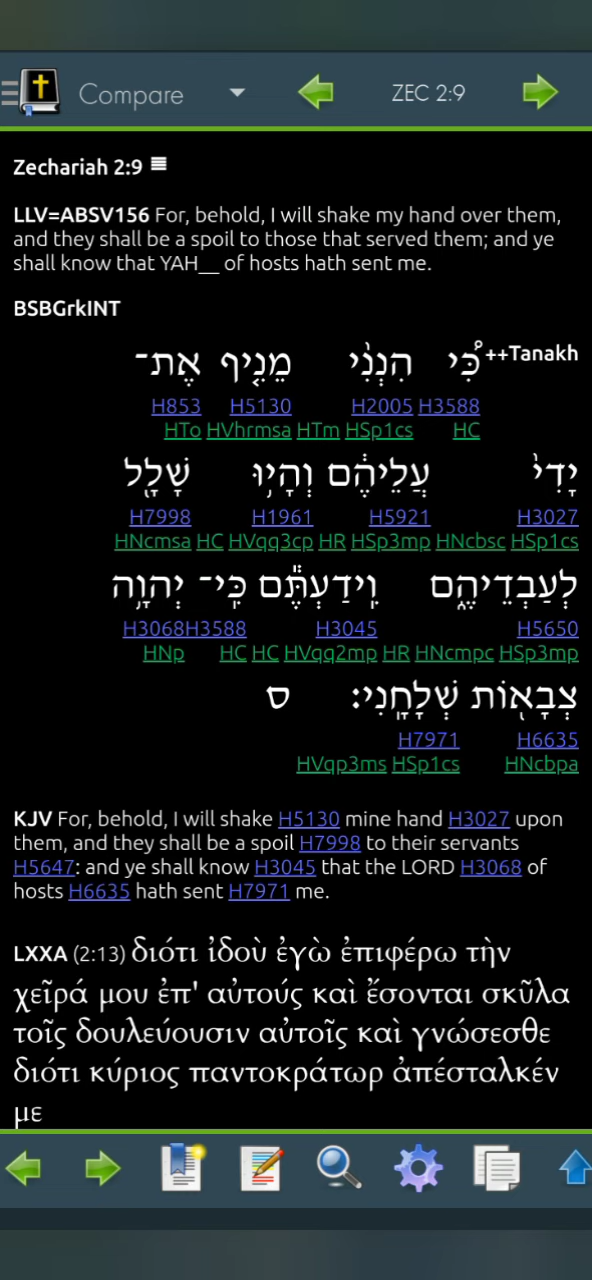 Compare
ZEC 2:9
Zechariah 2:9
LLV=ABSV156 For, behold, I will shake my hand over them,
and they shall be a spoil to those that served them; and ye
shall know that YAH__ of hosts hath sent me.
BSBGrkINT
++Tanakh כִּ֠י הִנְנִ֨י מֵנִ֤יף אֶת־
H853 H5130 H2005 H3588
HTo HVhrmsa HTm HSp1cs HC
יָדִי֙ עֲלֵיהֶ֔ם וְהָי֥וּ שָׁלָ֖ל
H7998 H1961 H5921 H3027
HNcmsa HC HVqq3cp HR HSp3mp HNcbsc HSp1cs
לְעַבְדֵיהֶ֑ם וִֽידַעְתֶּ֕ם כִּֽי־ יְהוָ֥ה
H3068H3588 H3045 H5650
HNp HC HC HVqq2mp HR HNcmpc HSp3mp
צְבָא֖וֹת שְׁלָחָֽנִי׃ ס
H7971 H6635
HVqp3ms HSp1cs HNcbpa
KJV For, behold, I will shake H5130 mine hand H3027 upon
them, and they shall be a spoil H7998 to their servants
H5647: and ye shall know H3045 that the LORD H3068 of
hosts H6635 hath sent H7971 me.
LXXA (2:13) διότι ἰδοὺ ἐγὼ ἐπιφέρω τὴν
χεῖρά μου ἐπ' αὐτούς καὶ ἔσονται σκῦλα
τοῖς δουλεύουσιν αὐτοῖς καὶ γνώσεσθε
διότι κύριος παντοκράτωρ ἀπέσταλκέν
με